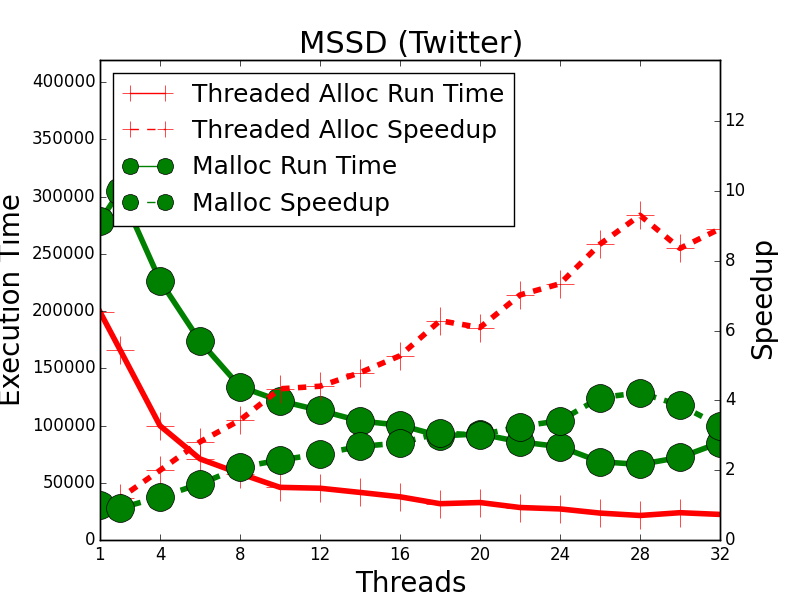 MSSD (Twitter)
Threaded Alloc Run Time
Threaded Alloc Speedup
Malloc Run Time
Malloc Speedup
Execution Time
400000
350000
300000
250000
200000
150000
100000
50000
0
12
10
8
6
4
2
0
Speedup
1 4 8 12 16 20 24 28 32
Threads